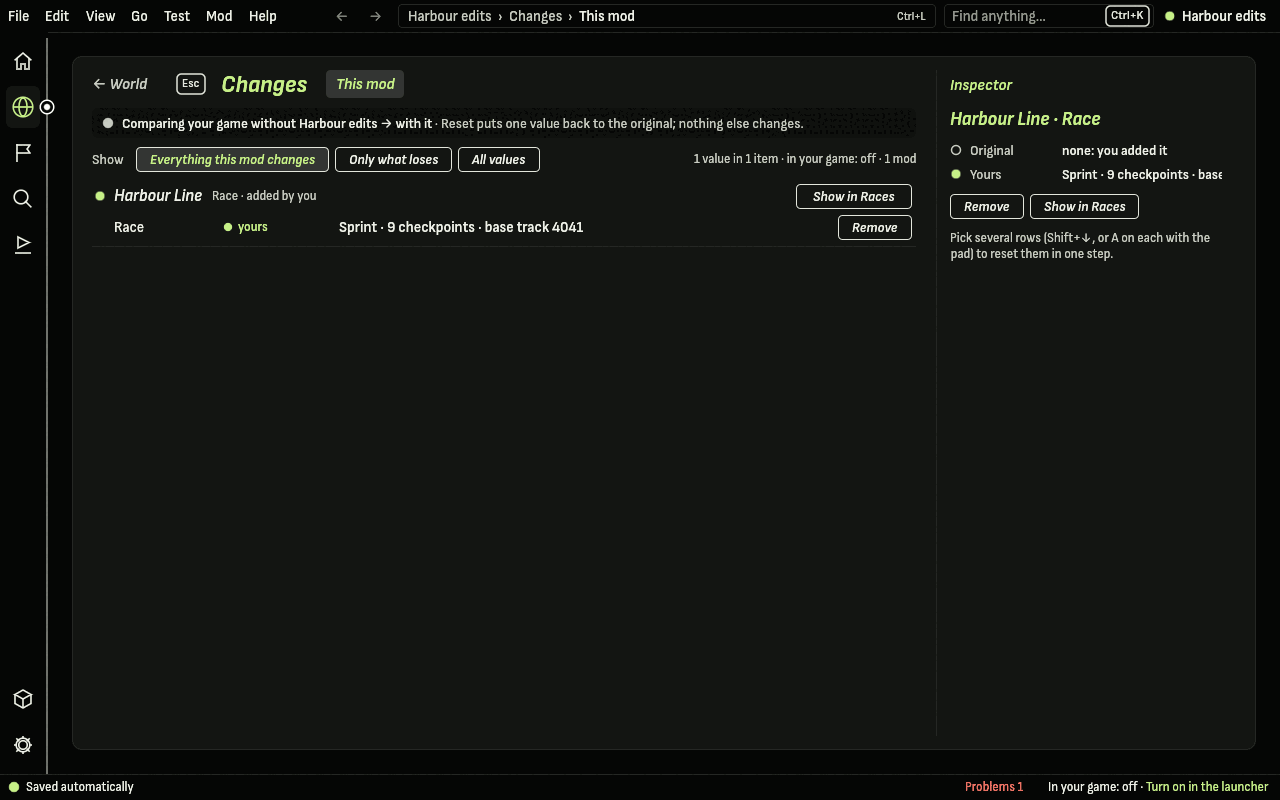 File Edit View Go Test Mod Help
Harbour edits › Changes › This mod Ctrl+L
Find anything... Ctrl+K
Harbour edits
← World Esc Changes This mod
Comparing your game without Harbour edits → with it · Reset puts one value back to the original; nothing else changes.
Show Everything this mod changes Only what loses All values 1 value in 1 item · in your game: off · 1 mod
Harbour Line Race · added by you Show in Races
Race yours Sprint · 9 checkpoints · base track 4041 Remove
Inspector
Harbour Line · Race
Original none: you added it
Yours Sprint · 9 checkpoints · base
Remove Show in Races
Pick several rows (Shift+↓, or A on each with the
pad) to reset them in one step.
Saved automatically
Problems 1 In your game: off · Turn on in the launcher